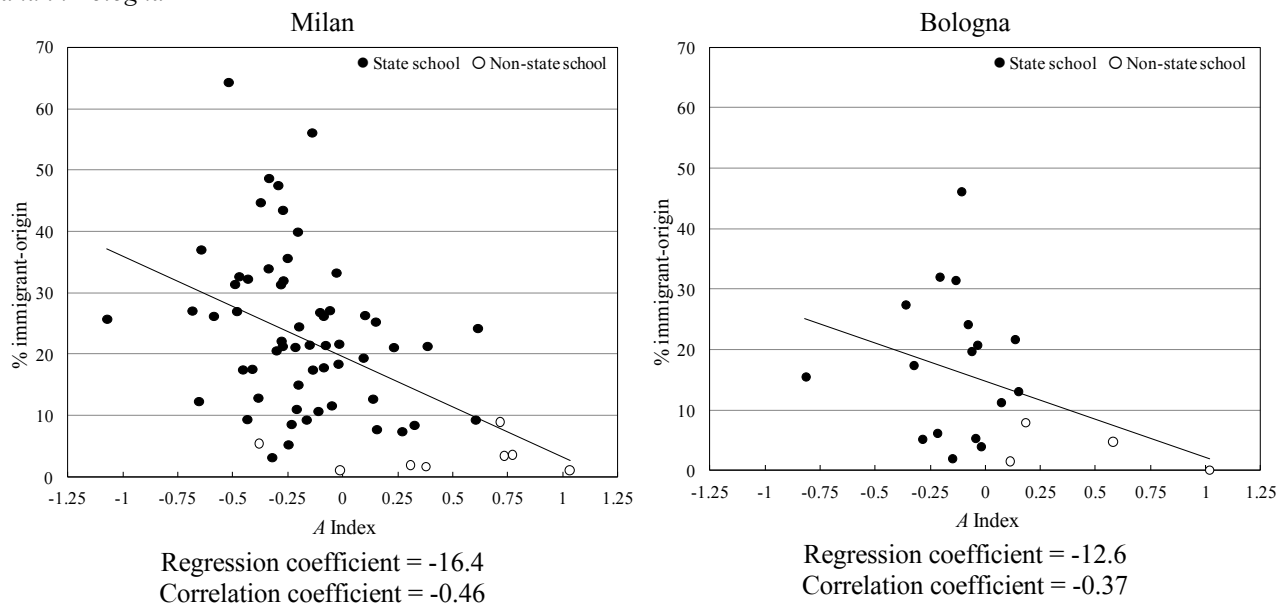 Milan
70
● State school ○ Non-state school
60
50
40
30
20
10
0
% immigrant-origin
-1.25 -1 -0.75 -0.5 -0.25 0 0.25 0.5 0.75 1 1.25
A Index
Regression coefficient = -16.4
Correlation coefficient = -0.46
Bologna
70
● State school ○ Non-state school
60
50
40
30
20
10
0
% immigrant-origin
-1.25 -1 -0.75 -0.5 -0.25 0 0.25 0.5 0.75 1 1.25
A Index
Regression coefficient = -12.6
Correlation coefficient = -0.37